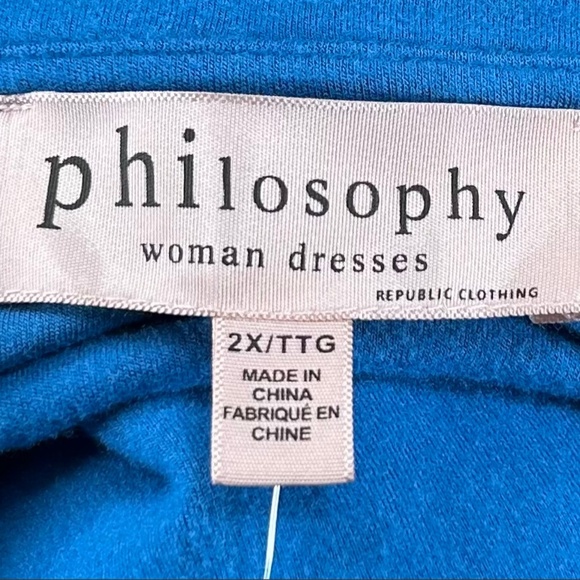 philosophy
woman dresses
REPUBLIC CLOTHING
2X/TTG
MADE IN
CHINA
FABRIQUÉ EN
CHINE